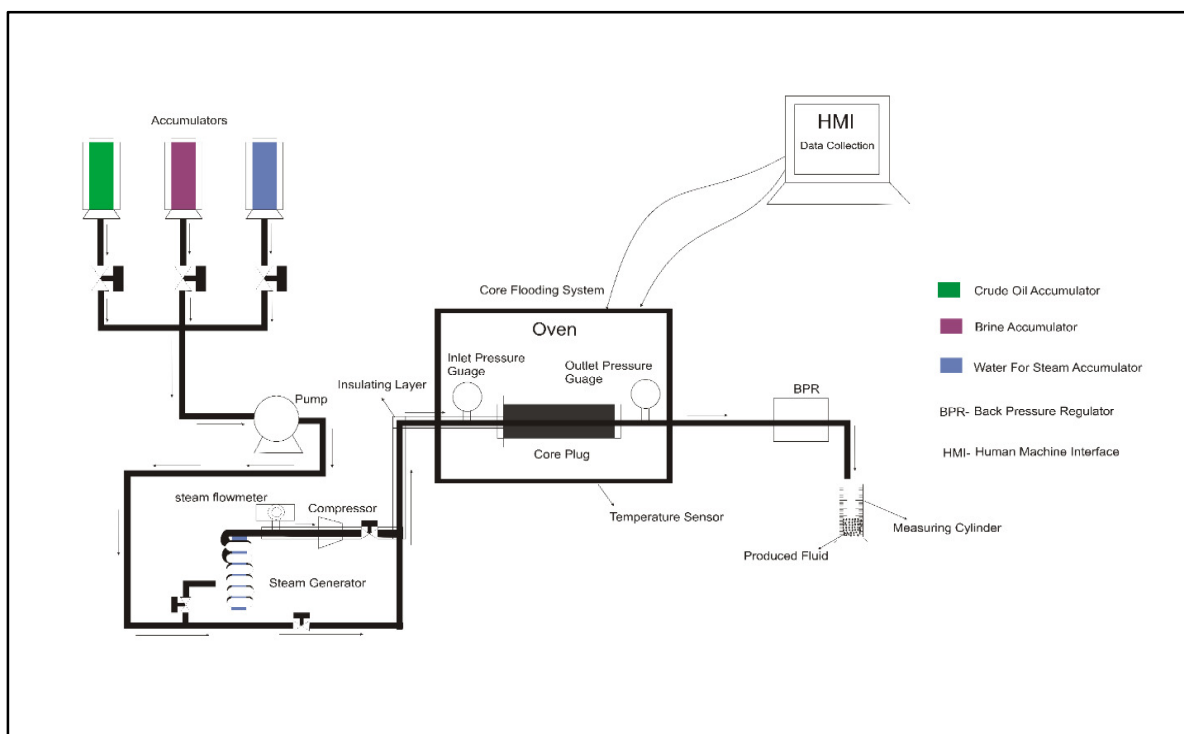 Accumulators
HMI
Data Collection
Core Flooding System
Oven
Inlet Pressure
Guage
Outlet Pressure
Guage
Insulating Layer
BPR
Pump
Core Plug
steam flowmeter
Compressor
Temperature Sensor
Steam Generator
Measuring Cylinder
Produced Fluid
Crude Oil Accumulator
Brine Accumulator
Water For Steam Accumulator
BPR- Back Pressure Regulator
HMI- Human Machine Interface